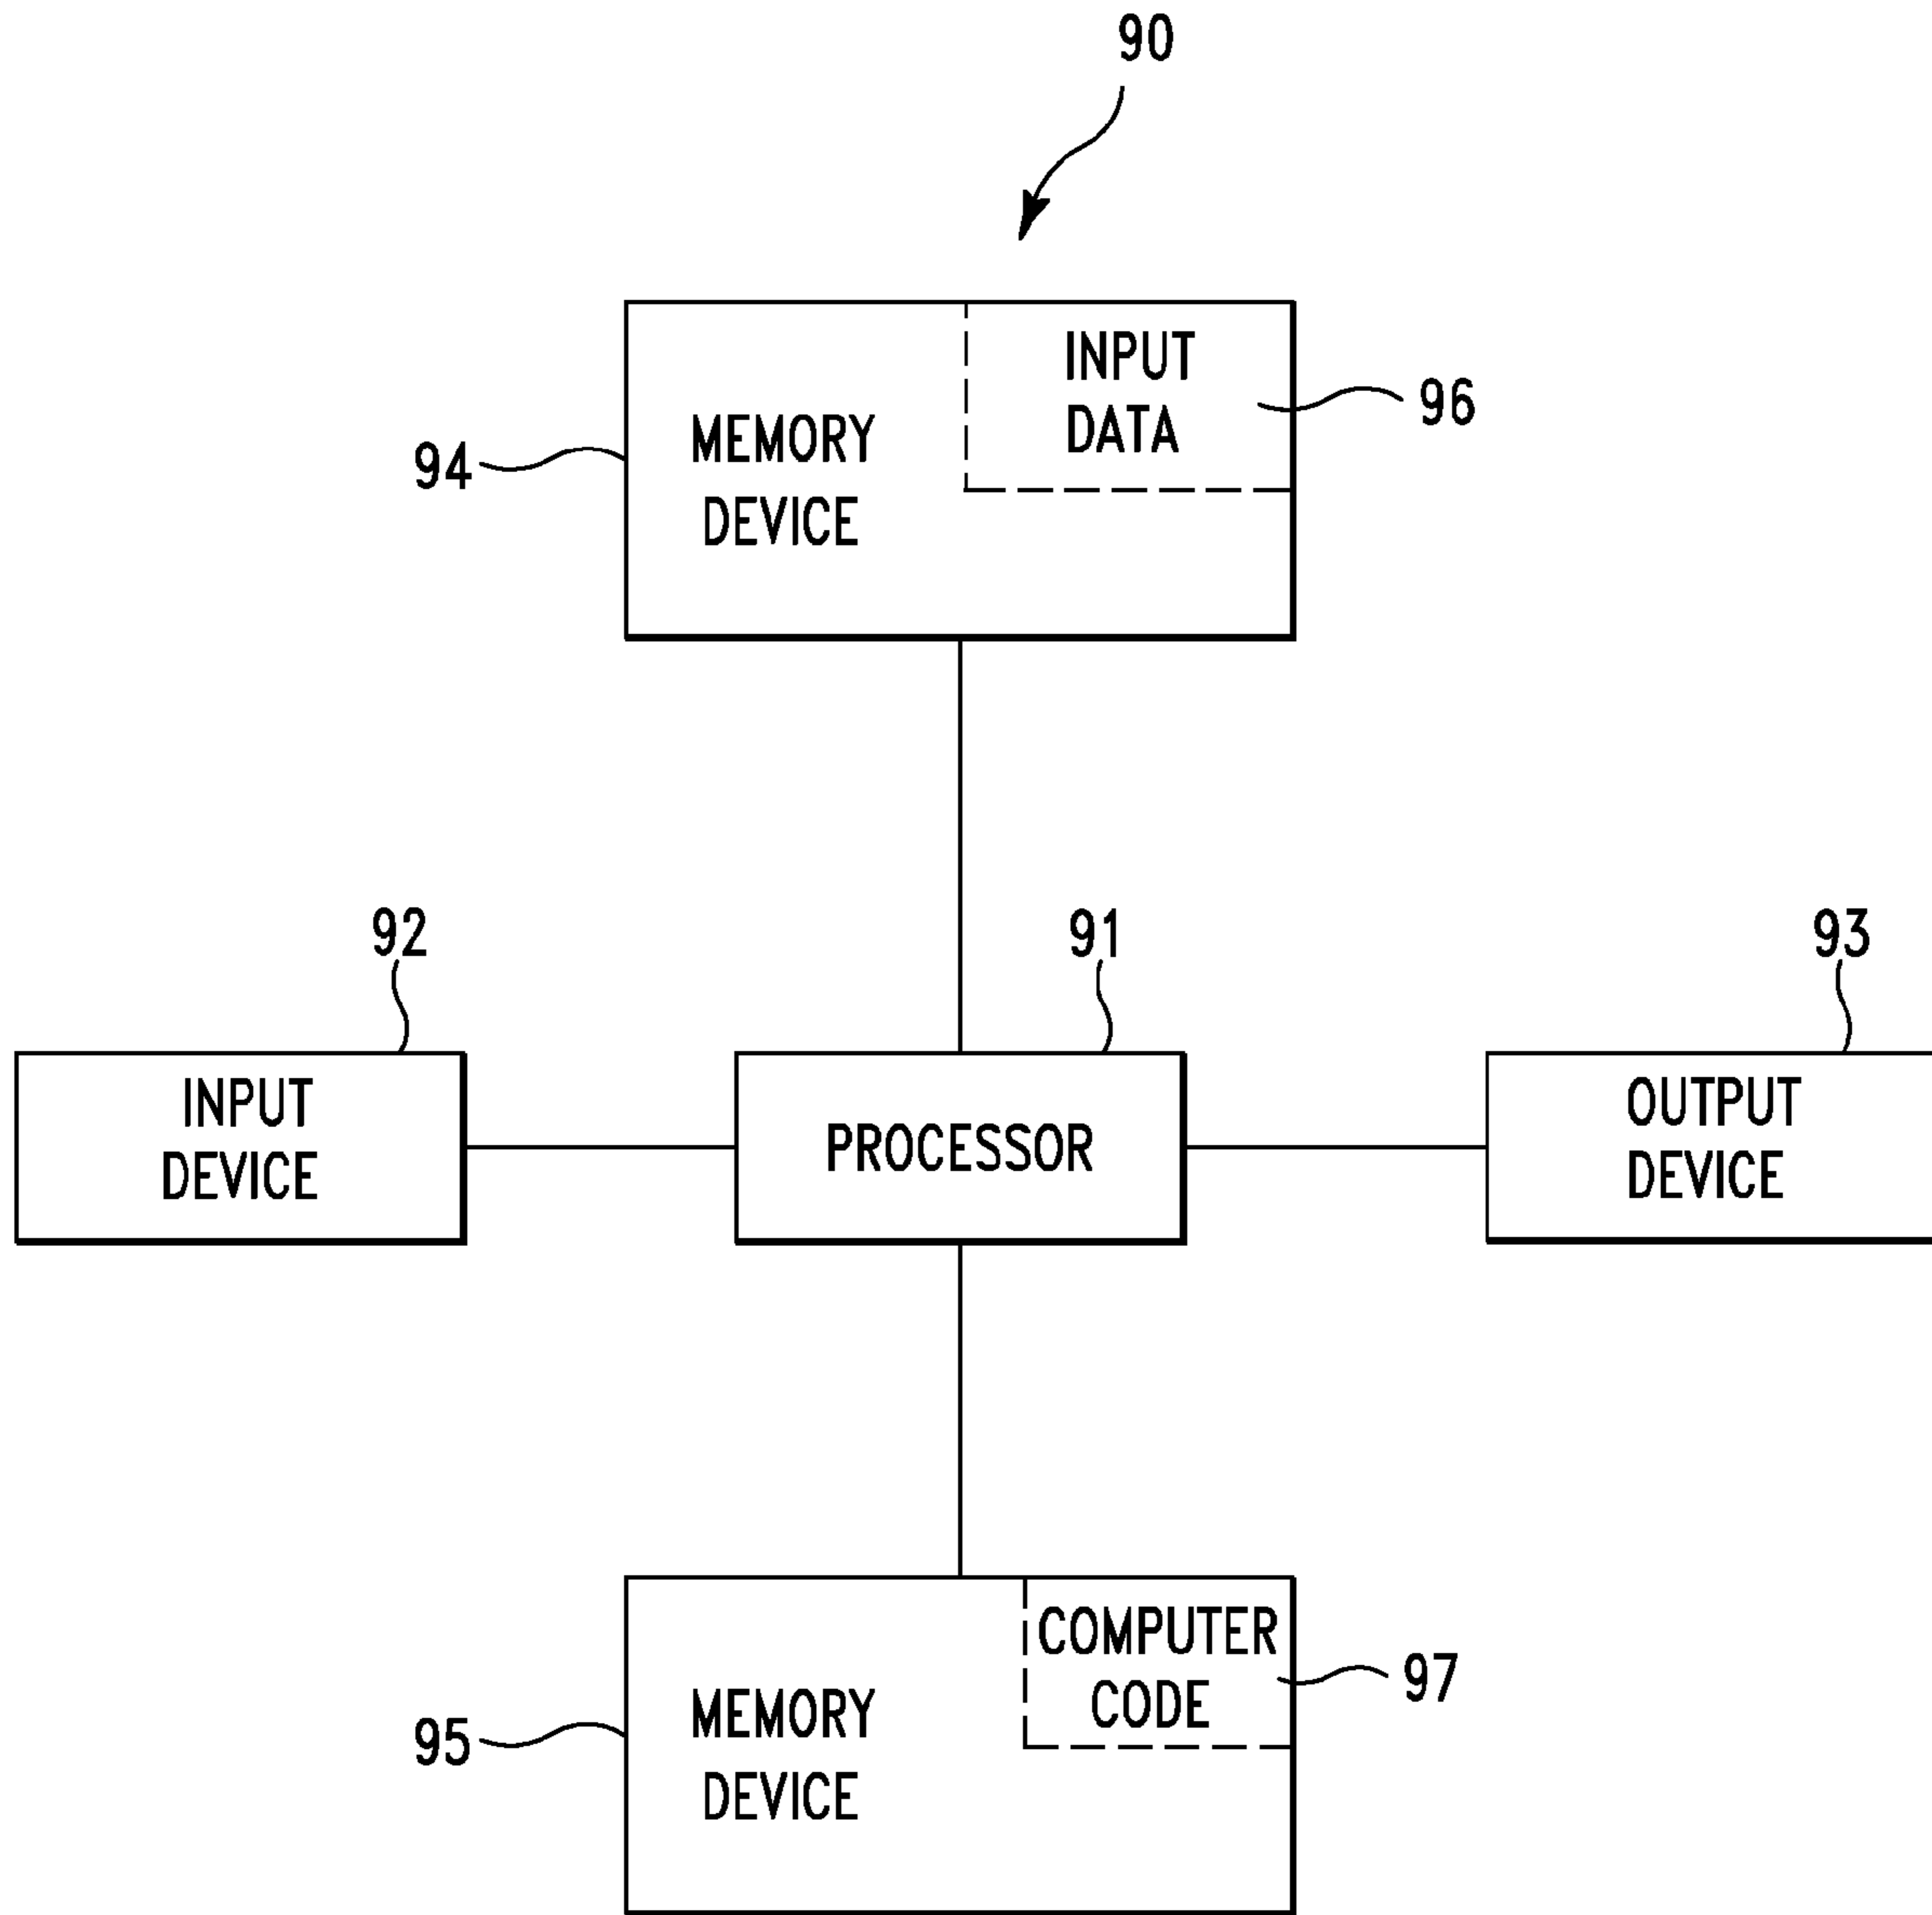 90
INPUT
DATA
96
94
MEMORY
DEVICE
92
91
93
INPUT
DEVICE
PROCESSOR
OUTPUT
DEVICE
COMPUTER
CODE
97
95
MEMORY
DEVICE